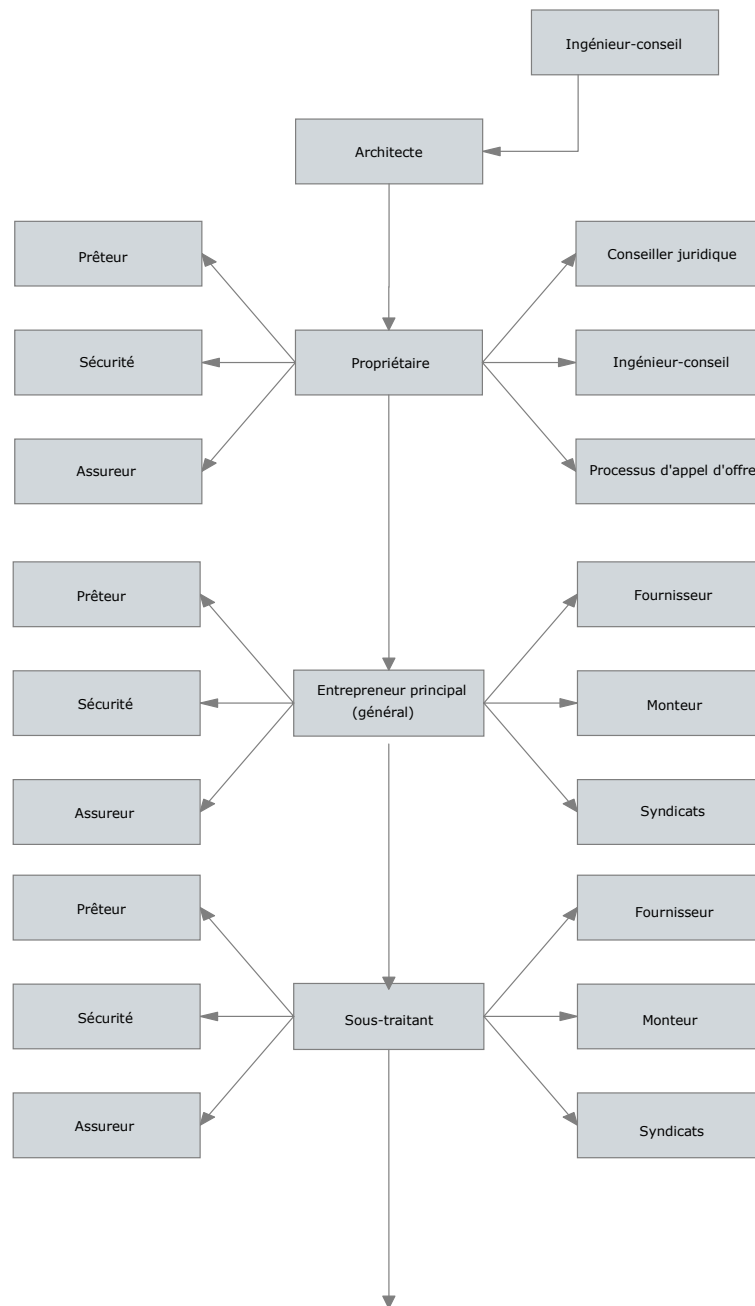 Ingénieur-conseil
Architecte
Prêteur
Conseiller juridique
Sécurité
Propriétaire
Ingénieur-conseil
Assureur
Processus d'appel d'offre
Prêteur
Fournisseur
Sécurité
Entrepreneur principal
(général)
Monteur
Assureur
Syndicats
Prêteur
Fournisseur
Sécurité
Sous-traitant
Monteur
Assureur
Syndicats